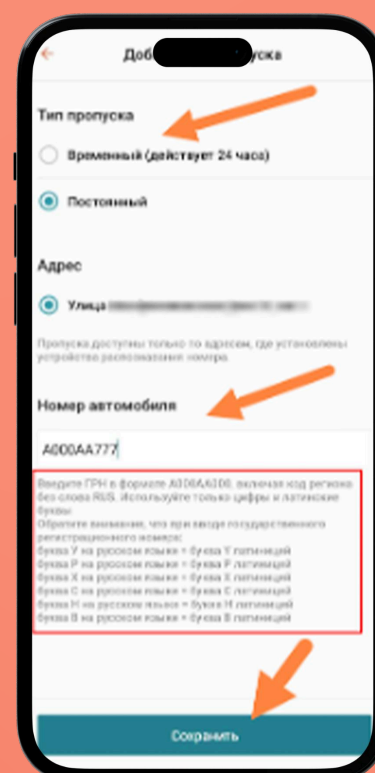 Доб уска
Тип пропуска
Временный (действует 24 часа)
Постоянный
Адрес
Улица
Пропуска доступны только по адресам, где установлены
устройства распознавания номера.
Номер автомобиля
A000AA777
Введите ГРН в формате А000АА000, включая код региона
без слова RUS. Используйте только цифры и латинские
буквы.
Обратите внимание, что при вводе государственного
регистрационного номера:
буква У на русском языке = буква Y латиницей
буква Р на русском языке = буква P латиницей
буква Х на русском языке = буква X латиницей
буква С на русском языке = буква C латиницей
буква Н на русском языке = буква H латиницей
буква В на русском языке = буква B латиницей
Сохранить